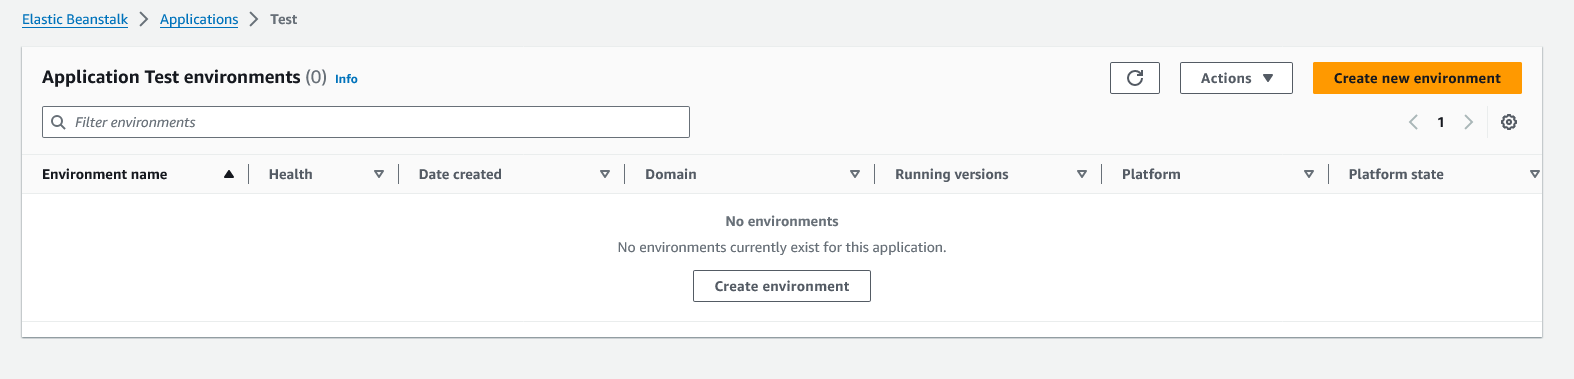 Elastic Beanstalk > Applications > Test
Application Test environments (0) Info
Actions
Create new environment
Filter environments
1
Environment name Health Date created Domain Running versions Platform Platform state
No environments
No environments currently exist for this application.
Create environment